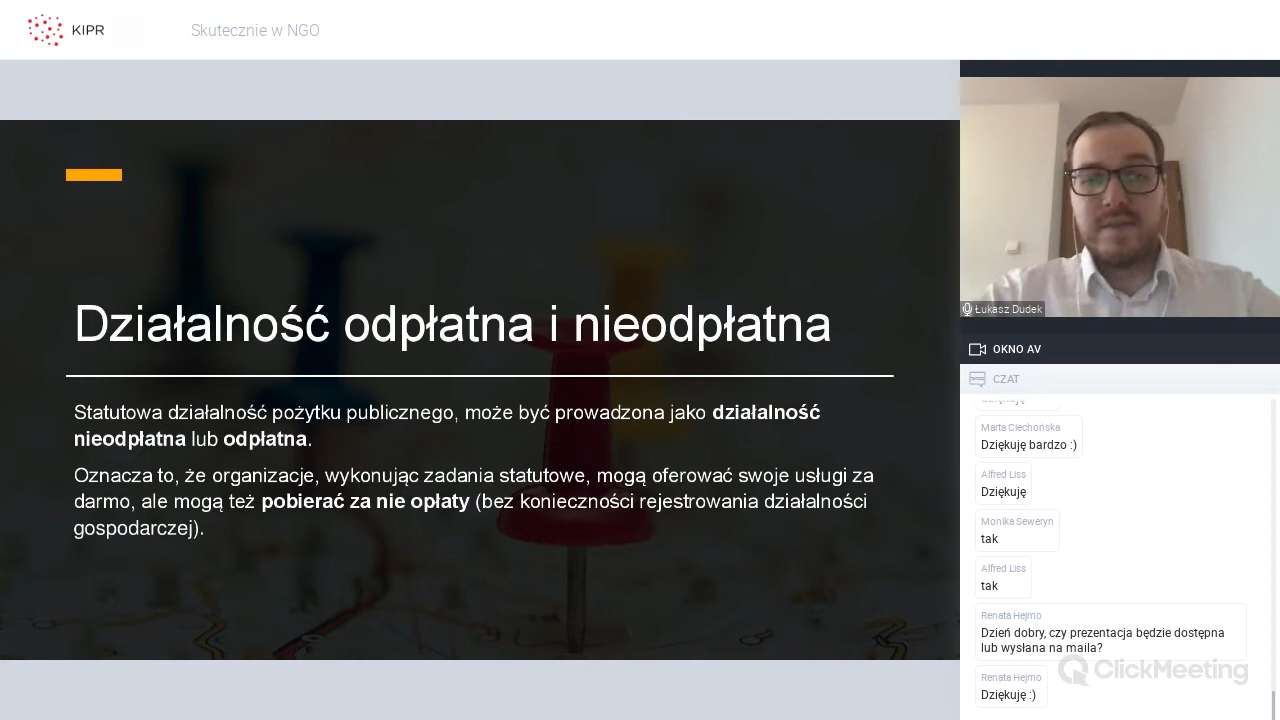 KIPR
Skutecznie w NGO
Działalność odpłatna i nieodpłatna
Statutowa działalność pożytku publicznego, może być prowadzona jako działalność
nieodpłatna lub odpłatna.
Oznacza to, że organizacje, wykonując zadania statutowe, mogą oferować swoje usługi za
darmo, ale mogą też pobierać za nie opłaty (bez konieczności rejestrowania działalności
gospodarczej).
Łukasz Dudek
OKNO AV
CZAT
Marta Ciechońska
Dziękuję bardzo :)
Alfred Liss
Dziękuję
Monika Seweryn
tak
Alfred Liss
tak
Renata Hejmo
Dzień dobry, czy prezentacja będzie dostępna
lub wysłana na maila?
ClickMeeting
Renata Hejmo
Dziękuję :)